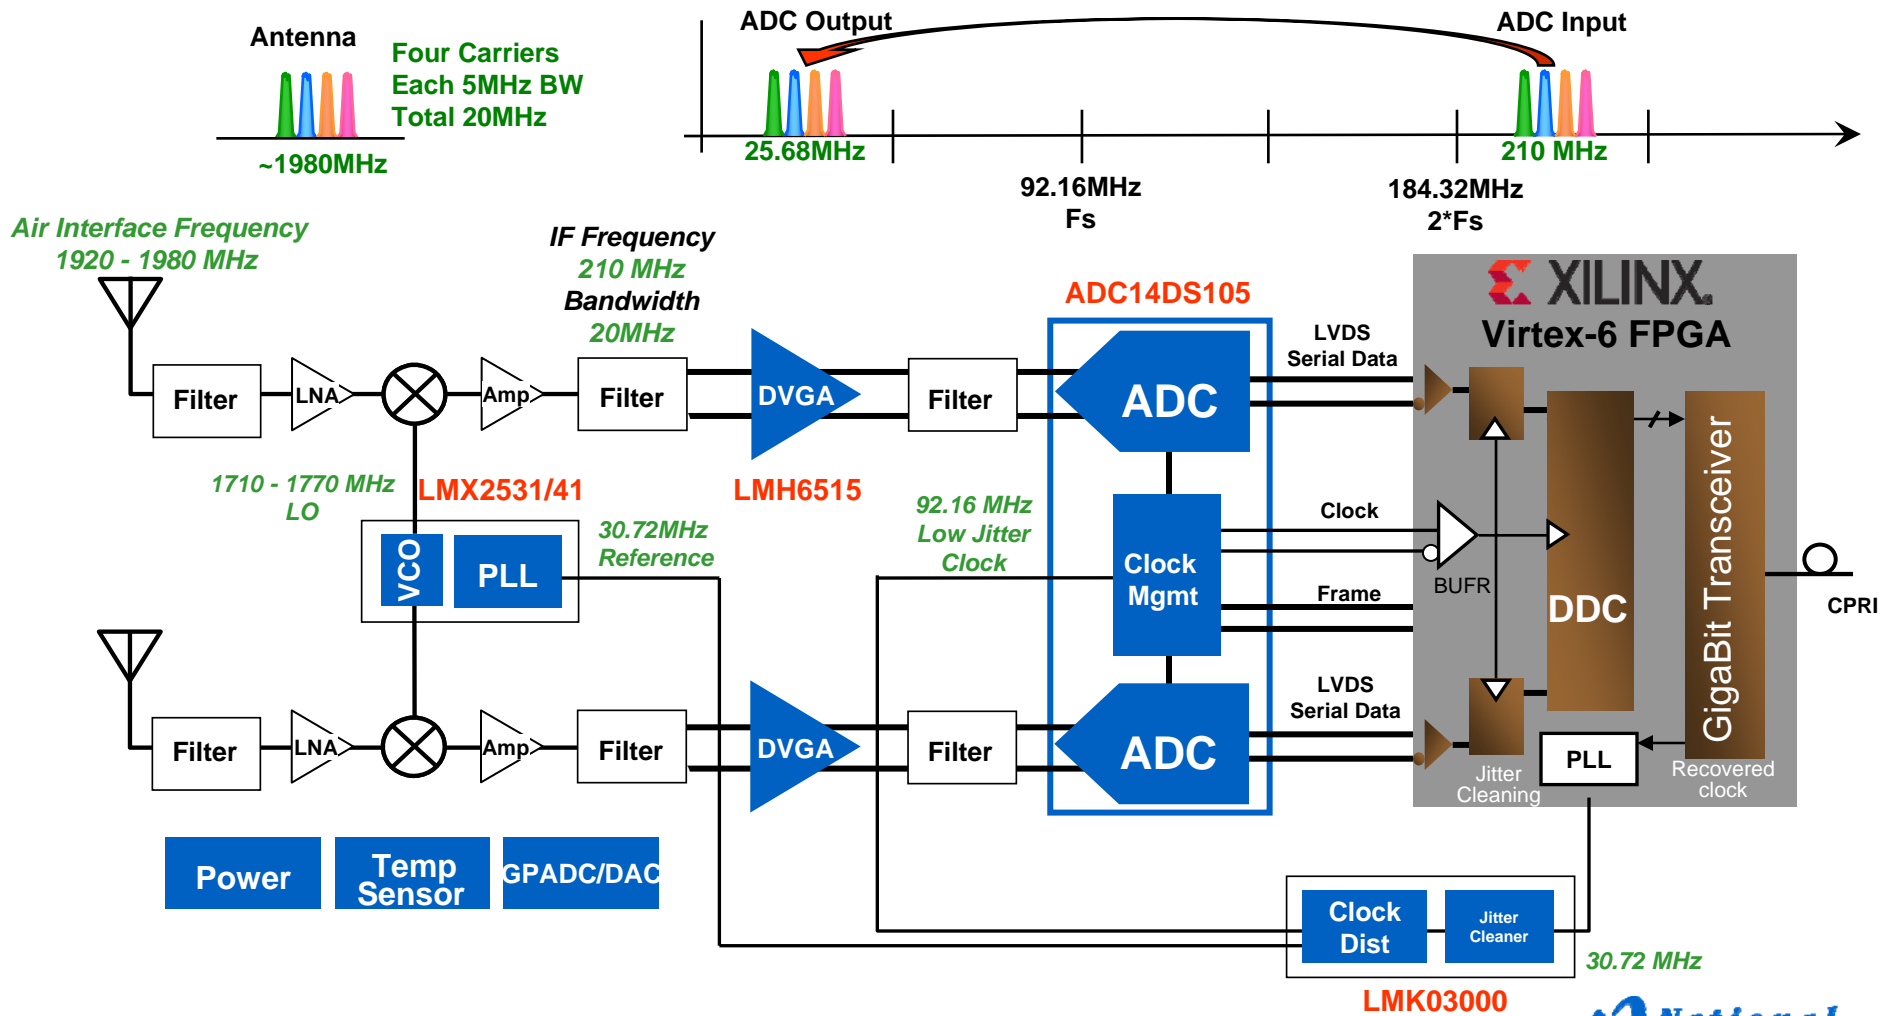 ADC Output
ADC Input
Antenna
Four Carriers
Each 5MHz BW
Total 20MHz
~1980MHz
25.68MHz
210 MHz
92.16MHz
Fs
184.32MHz
2*Fs
Air Interface Frequency
1920 - 1980 MHz
IF Frequency
210 MHz
Bandwidth
20MHz
ADC14DS105
XILINX
Virtex-6 FPGA
LVDS
Serial Data
Filter
LNA
Amp
Filter
DVGA
Filter
ADC
1710 - 1770 MHz
LO
LMX2531/41
LMH6515
30.72MHz
Reference
92.16 MHz
Low Jitter
Clock
VCO
PLL
Clock
Mgmt
Clock
Frame
BUFR
DDC
GigaBit Transceiver
CPRI
LVDS
Serial Data
Filter
LNA
Amp
Filter
DVGA
Filter
ADC
Jitter
Cleaning
PLL
Recovered
clock
Power
Temp
Sensor
GPADC/DAC
Clock
Dist
Jitter
Cleaner
30.72 MHz
LMK03000
National